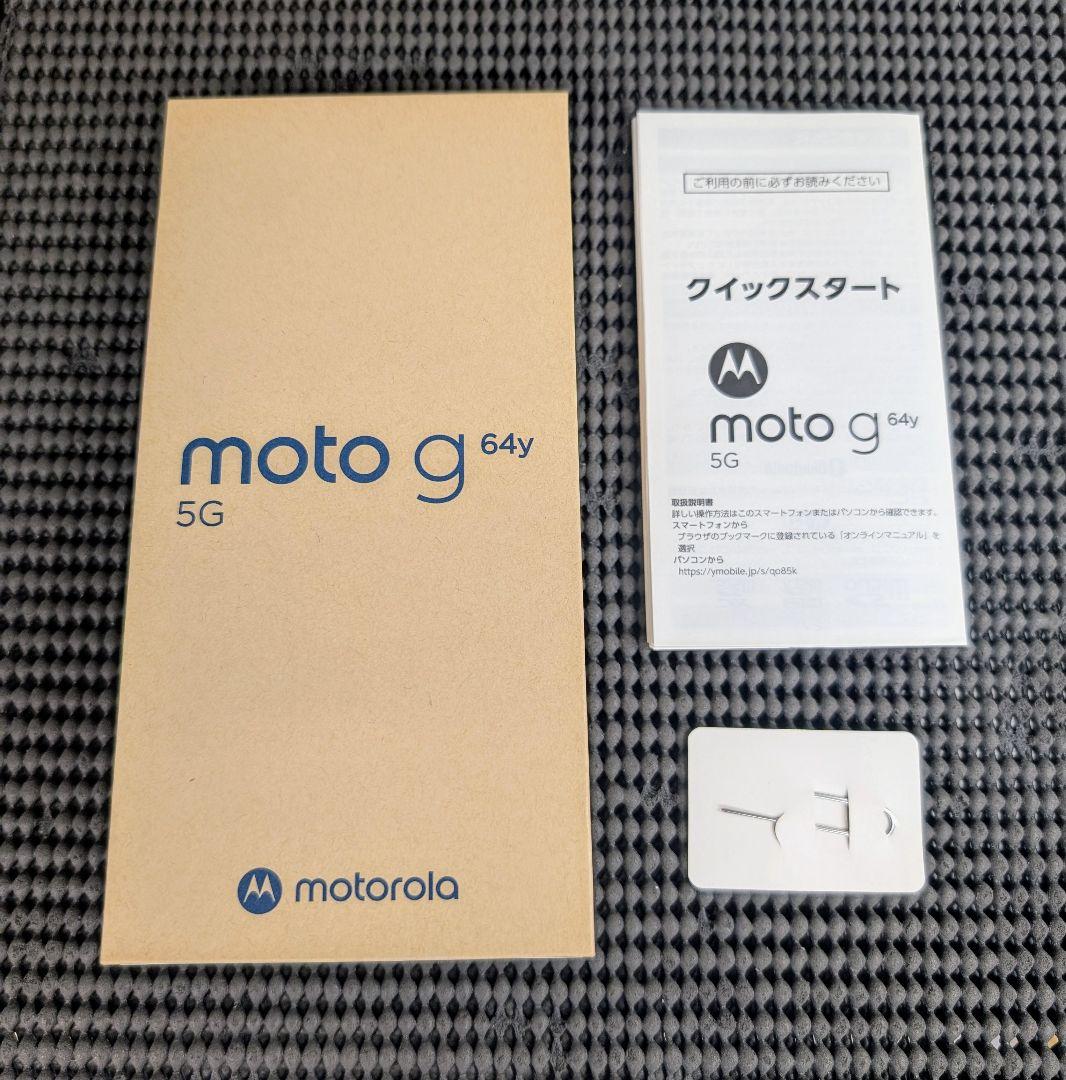 moto g 64y
5G
motorola
ご利用の前に必ずお読みください
クイックスタート
moto g 64y
5G
取扱説明書
詳しい操作方法はこのスマートフォンまたはパソコンから確認できます。
スマートフォンから
ブラウザのブックマークに登録されている「オンラインマニュアル」を
選択
パソコンから
https://ymobile.jp/s/qo85k